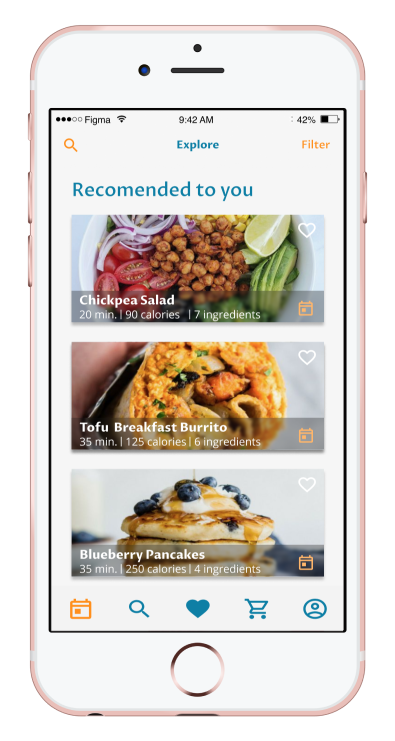 Figma 9:42 AM 42%
Explore Filter
Recomended to you
Chickpea Salad
20 min. | 90 calories | 7 ingredients
Tofu Breakfast Burrito
35 min. | 125 calories | 6 ingredients
Blueberry Pancakes
35 min. | 250 calories | 4 ingredients